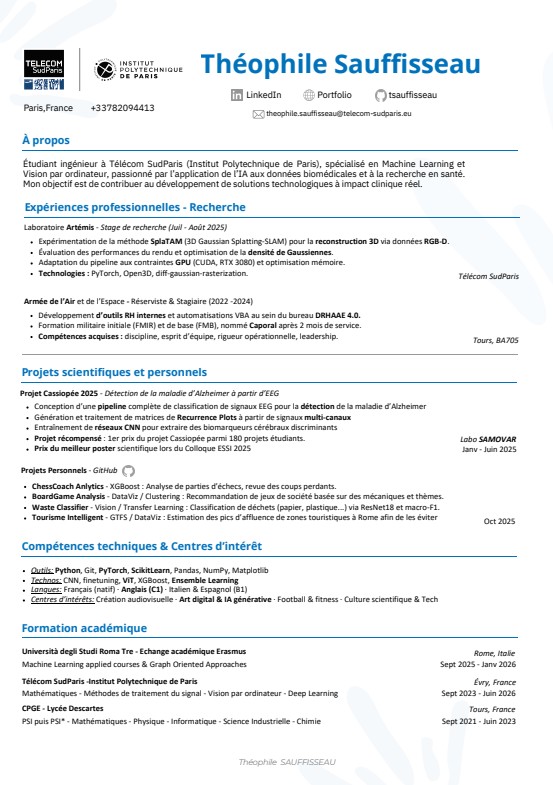 TELECOM
SudParis
INSTITUT
POLYTECHNIQUE
DE PARIS
Théophile Sauffisseau
LinkedIn Portfolio tsauffisseau
Paris,France +33782094413
theophile.sauffisseau@telecom-sudparis.eu
À propos
Étudiant ingénieur à Télécom SudParis (Institut Polytechnique de Paris), spécialisé en Machine Learning et
Vision par ordinateur, passionné par l'application de l'IA aux données biomédicales et à la recherche en santé.
Mon objectif est de contribuer au développement de solutions technologiques à impact clinique réel.
Expériences professionnelles - Recherche
Laboratoire Artémis - Stage de recherche (Juil - Août 2025)
• Expérimentation de la méthode SplaTAM (3D Gaussian Splatting-SLAM) pour la reconstruction 3D via données RGB-D.
• Évaluation des performances du rendu et optimisation de la densité de Gaussiennes.
• Adaptation du pipeline aux contraintes GPU (CUDA, RTX 3080) et optimisation mémoire.
• Technologies : PyTorch, Open3D, diff-gaussian-rasterization.
Télécom SudParis
Armée de l'Air et de l'Espace - Réserviste & Stagiaire (2022 -2024)
• Développement d'outils RH internes et automatisations VBA au sein du bureau DRHAAE 4.0.
• Formation militaire initiale (FMIR) et de base (FMB), nommé Caporal après 2 mois de service.
• Compétences acquises : discipline, esprit d'équipe, rigueur opérationnelle, leadership.
Tours, BA705
Projets scientifiques et personnels
Projet Cassiopée 2025 - Détection de la maladie d'Alzheimer à partir d'EEG
• Conception d'une pipeline complète de classification de signaux EEG pour la détection de la maladie d'Alzheimer
• Génération et traitement de matrices de Recurrence Plots à partir de signaux multi-canaux
• Entraînement de réseaux CNN pour extraire des biomarqueurs cérébraux discriminants
• Projet récompensé : 1er prix du projet Cassiopée parmi 180 projets étudiants.
• Prix du meilleur poster scientifique lors du Colloque ESSI 2025
Labo SAMOVAR
Janv - Juin 2025
Projets Personnels - GitHub
• ChessCoach Anlytics - XGBoost : Analyse de parties d'échecs, revue des coups perdants.
• BoardGame Analysis - DataViz / Clustering : Recommandation de jeux de société basée sur des mécaniques et thèmes.
• Waste Classifier - Vision / Transfer Learning : Classification de déchets (papier, plastique...) via ResNet18 et macro-F1.
• Tourisme Intelligent - GTFS / DataViz : Estimation des pics d'affluence de zones touristiques à Rome afin de les éviter
Oct 2025
Compétences techniques & Centres d'intérêt
• Outils: Python, Git, PyTorch, ScikitLearn, Pandas, NumPy, Matplotlib
• Technos: CNN, finetuning, ViT, XGBoost, Ensemble Learning
• Langues: Français (natif) · Anglais (C1) · Italien & Espagnol (B1)
• Centres d'intérêts: Création audiovisuelle · Art digital & IA générative · Football & fitness · Culture scientifique & Tech
Formation académique
Università degli Studi Roma Tre - Echange académique Erasmus
Rome, Italie
Machine Learning applied courses & Graph Oriented Approaches
Sept 2025 - Janv 2026
Télécom SudParis -Institut Polytechnique de Paris
Évry, France
Mathématiques - Méthodes de traitement du signal - Vision par ordinateur - Deep Learning
Sept 2023 - Juin 2026
CPGE - Lycée Descartes
Tours, France
PSI puis PSI* - Mathématiques - Physique - Informatique - Science Industrielle - Chimie
Sept 2021 - Juin 2023
Théophile SAUFFISSEAU